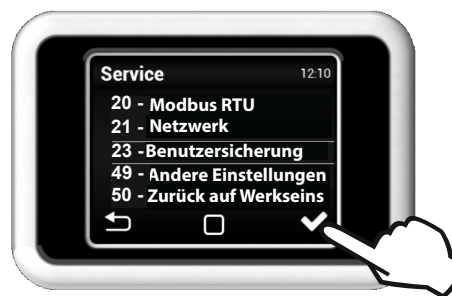 Service 12:10
20 - Modbus RTU
21 - Netzwerk
23 -Benutzersicherung
49 - Andere Einstellungen
50 - Zurück auf Werkseins